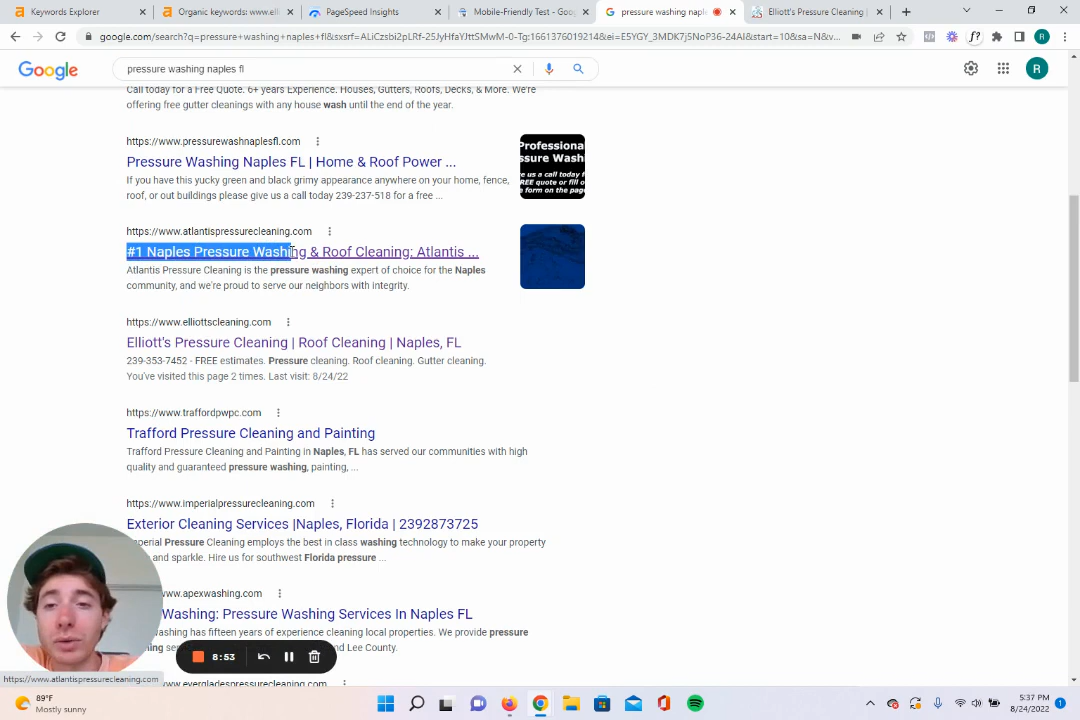 Keywords Explorer
Organic keywords: www.ell
PageSpeed Insights
Mobile-Friendly Test - Goo
pressure washing naple
Elliott's Pressure Cleaning |
google.com/search?q=pressure+washing+naples+fl&sxsrf=ALiCzsbi2pLRf-25JyHfaYVtMSMwM-0-Tg:1661376019214&ei=E5YGY_3MDK7j5NoP36-24AI&start=10&sa=N&v...
R
Google
pressure washing naples fl
R
Call today for a Free Quote. 6+ years Experience. Houses, Gutters, Roofs, Decks, & More. We're
offering free gutter cleanings with any house wash until the end of the year.
https://www.pressurewashnaplesfl.com
Pressure Washing Naples FL | Home & Roof Power ...
If you have this yucky green and black grimy appearance anywhere on your home, fence,
roof, or out buildings please give us a call today 239-237-518 for a free ...
Professiona
ssure Wash
e us a call today f
REE quote or fill o
e form on the page
https://www.atlantispressurecleaning.com
#1 Naples Pressure Washing & Roof Cleaning: Atlantis ...
Atlantis Pressure Cleaning is the pressure washing expert of choice for the Naples
community, and we're proud to serve our neighbors with integrity.
https://www.elliottscleaning.com
Elliott's Pressure Cleaning | Roof Cleaning | Naples, FL
239-353-7452 - FREE estimates. Pressure cleaning. Roof cleaning. Gutter cleaning.
You've visited this page 2 times. Last visit: 8/24/22
https://www.traffordpwpc.com
Trafford Pressure Cleaning and Painting
Trafford Pressure Cleaning and Painting in Naples, FL has served our communities with high
quality and guaranteed pressure washing, painting, ...
https://www.imperialpressurecleaning.com
Exterior Cleaning Services |Naples, Florida | 2392873725
mperial Pressure Cleaning employs the best in class washing technology to make your property
and sparkle. Hire us for southwest Florida pressure ...
ww.apexwashing.com
Washing: Pressure Washing Services In Naples FL
ashing has fifteen years of experience cleaning local properties. We provide pressure
hing ser nd Lee County.
8:53
https://www.atlantispressurecleaning.com
www.evergladespressurecleaning.com
89°F
Mostly sunny
5:37 PM
8/24/2022
1